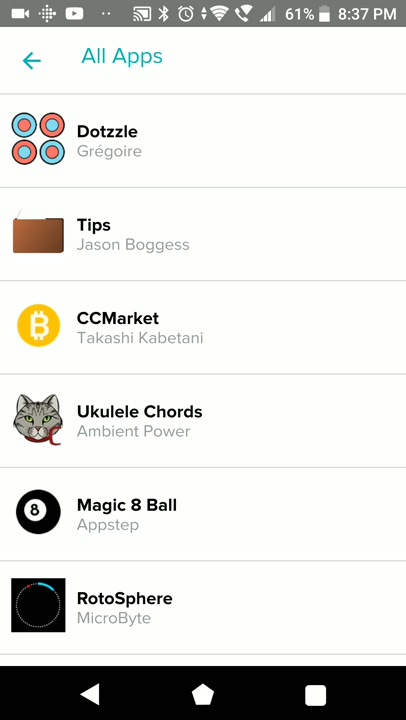 61% 8:37 PM
All Apps
Dotzzle
Grégoire
Tips
Jason Boggess
CCMarket
Takashi Kabetani
Ukulele Chords
Ambient Power
8
Magic 8 Ball
Appstep
RotoSphere
MicroByte